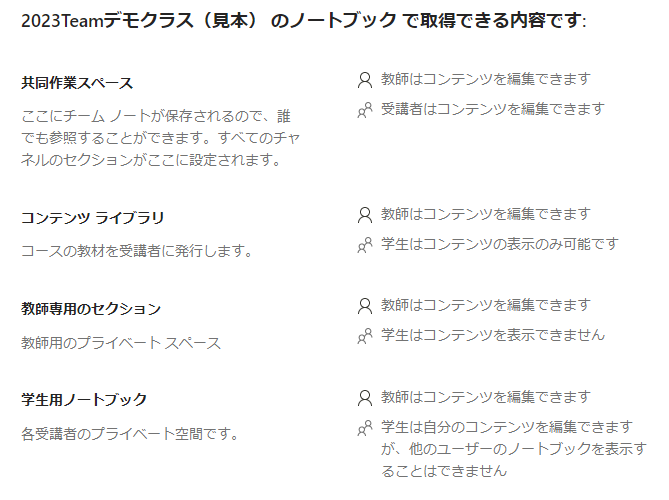 2023Teamデモクラス（見本） のノートブック で取得できる内容です:
共同作業スペース
ここにチーム ノートが保存されるので、誰
でも参照することができます。すべてのチャ
ネルのセクションがここに設定されます。
教師はコンテンツを編集できます
受講者はコンテンツを編集できます
コンテンツ ライブラリ
コースの教材を受講者に発行します。
教師はコンテンツを編集できます
学生はコンテンツの表示のみ可能です
教師専用のセクション
教師用のプライベート スペース
教師はコンテンツを編集できます
学生はコンテンツを表示できません
学生用ノートブック
各受講者のプライベート空間です。
教師はコンテンツを編集できます
学生は自分のコンテンツを編集できます
が、他のユーザーのノートブックを表示す
ることはできません